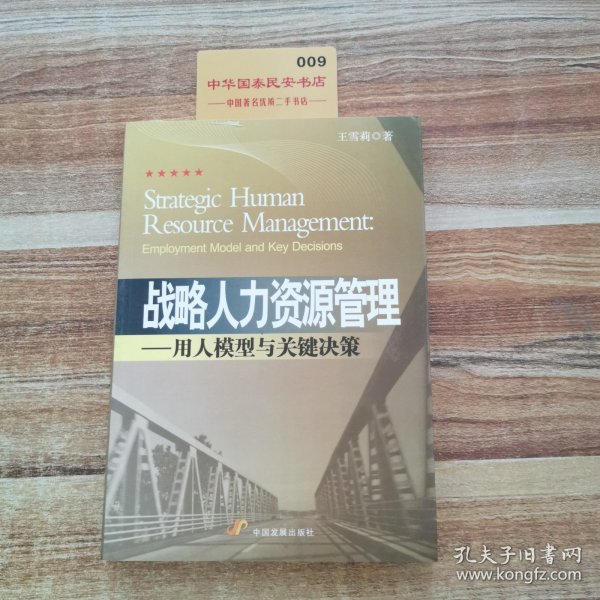 009
中华国泰民安书店
中国著名优质二手书店
王雪莉◎著
★★★★★
Strategic Human
Resource Management:
Employment Model and Key Decisions
战略人力资源管理
——用人模型与关键决策
中国发展出版社
孔夫子旧书网
www.kongfz.com